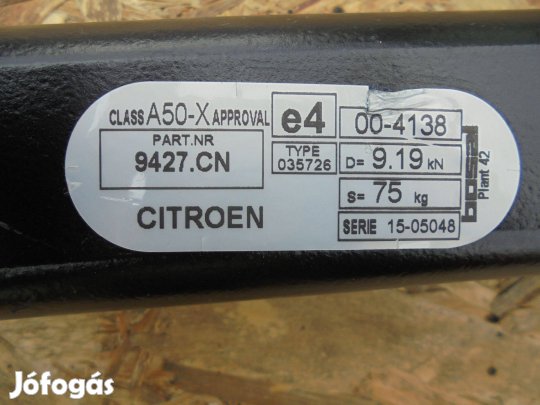 CLASS A50-X APPROVAL
e4
00-4138
PART.NR
9427.CN
TYPE
035726
D= 9.19 kN
S= 75 kg
CITROEN
SERIE 15-05048
bosal
Plant 42
Jófogás